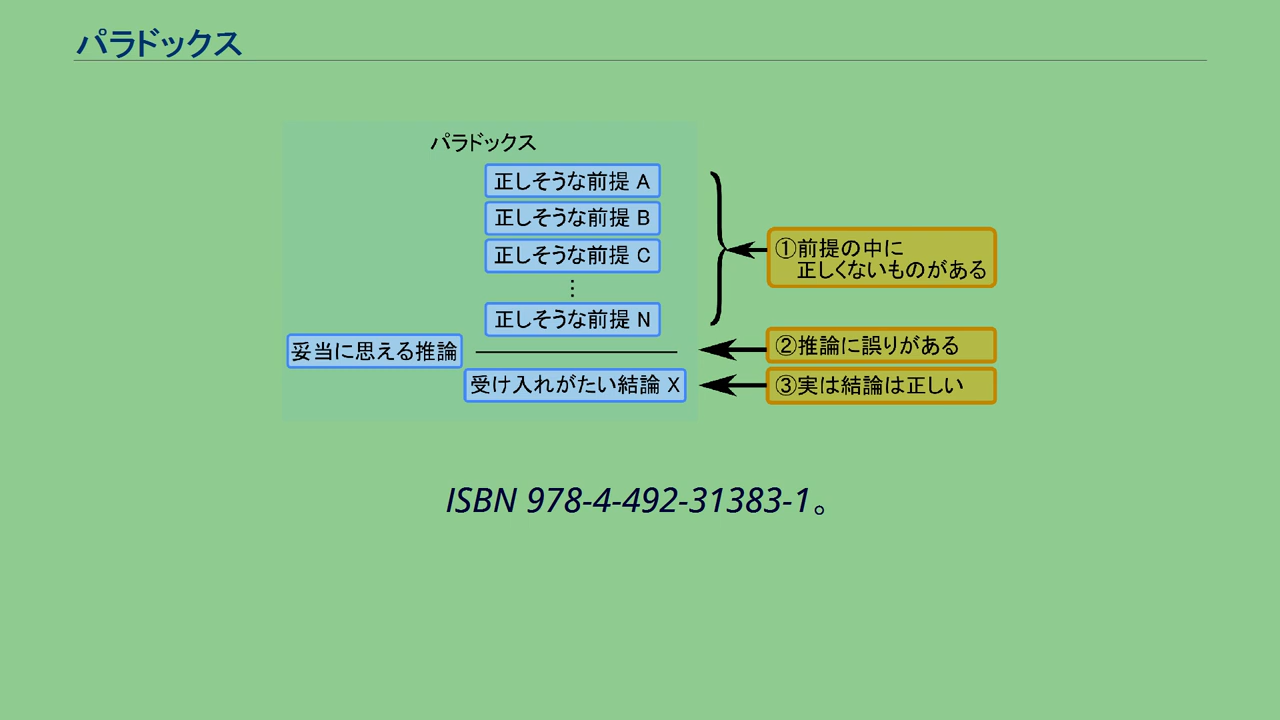 パラドックス
パラドックス
正しそうな前提 A
正しそうな前提 B
正しそうな前提 C
⋮
正しそうな前提 N
妥当に思える推論
受け入れがたい結論 X
①前提の中に
正しくないものがある
②推論に誤りがある
③実は結論は正しい
ISBN 978-4-492-31383-1。